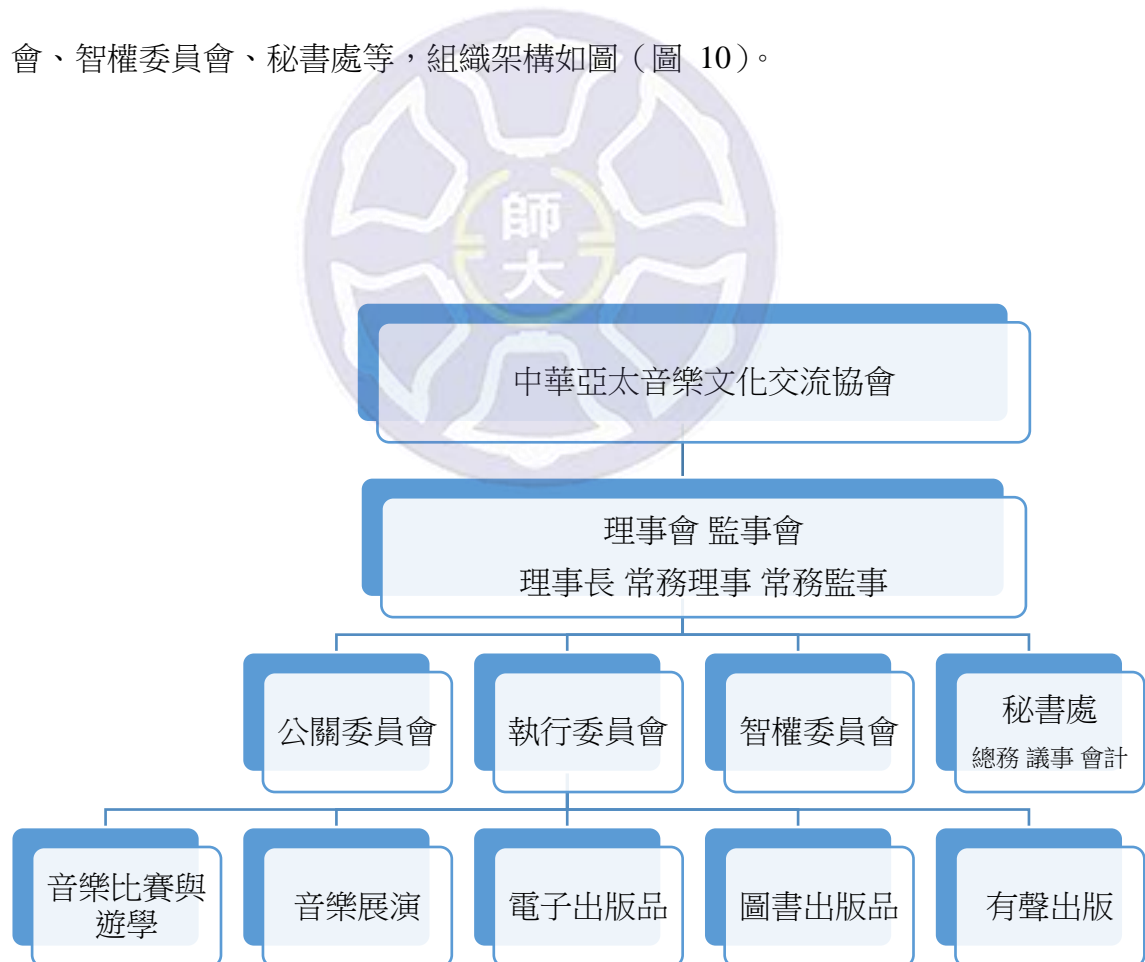 會、智權委員會、秘書處等，組織架構如圖（圖 10）。
師
大
中華亞太音樂文化交流協會
理事會 監事會
理事長 常務理事 常務監事
公關委員會
執行委員會
智權委員會
秘書處
總務 議事 會計
音樂比賽與
遊學
音樂展演
電子出版品
圖書出版品
有聲出版